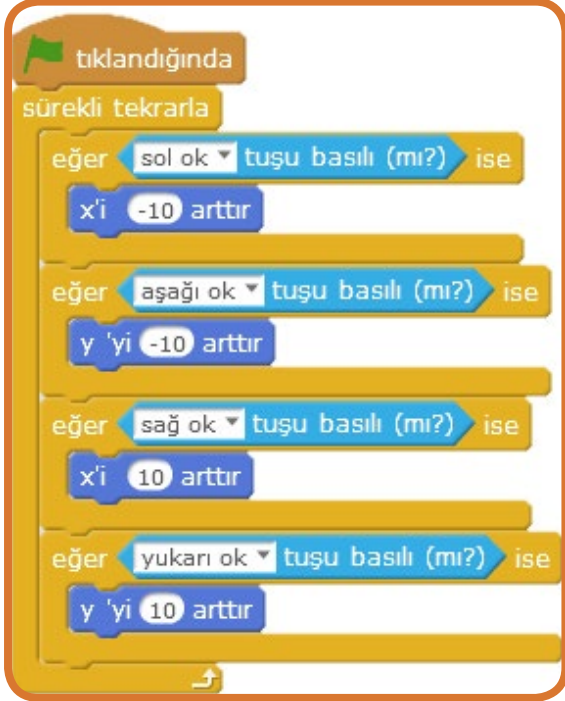 tıklandığında
sürekli tekrarla
eğer sol ok tuşu basılı (mı?) ise
x'i -10 arttır
eğer aşağı ok tuşu basılı (mı?) ise
y 'yi -10 arttır
eğer sağ ok tuşu basılı (mı?) ise
x'i 10 arttır
eğer yukarı ok tuşu basılı (mı?) ise
y 'yi 10 arttır